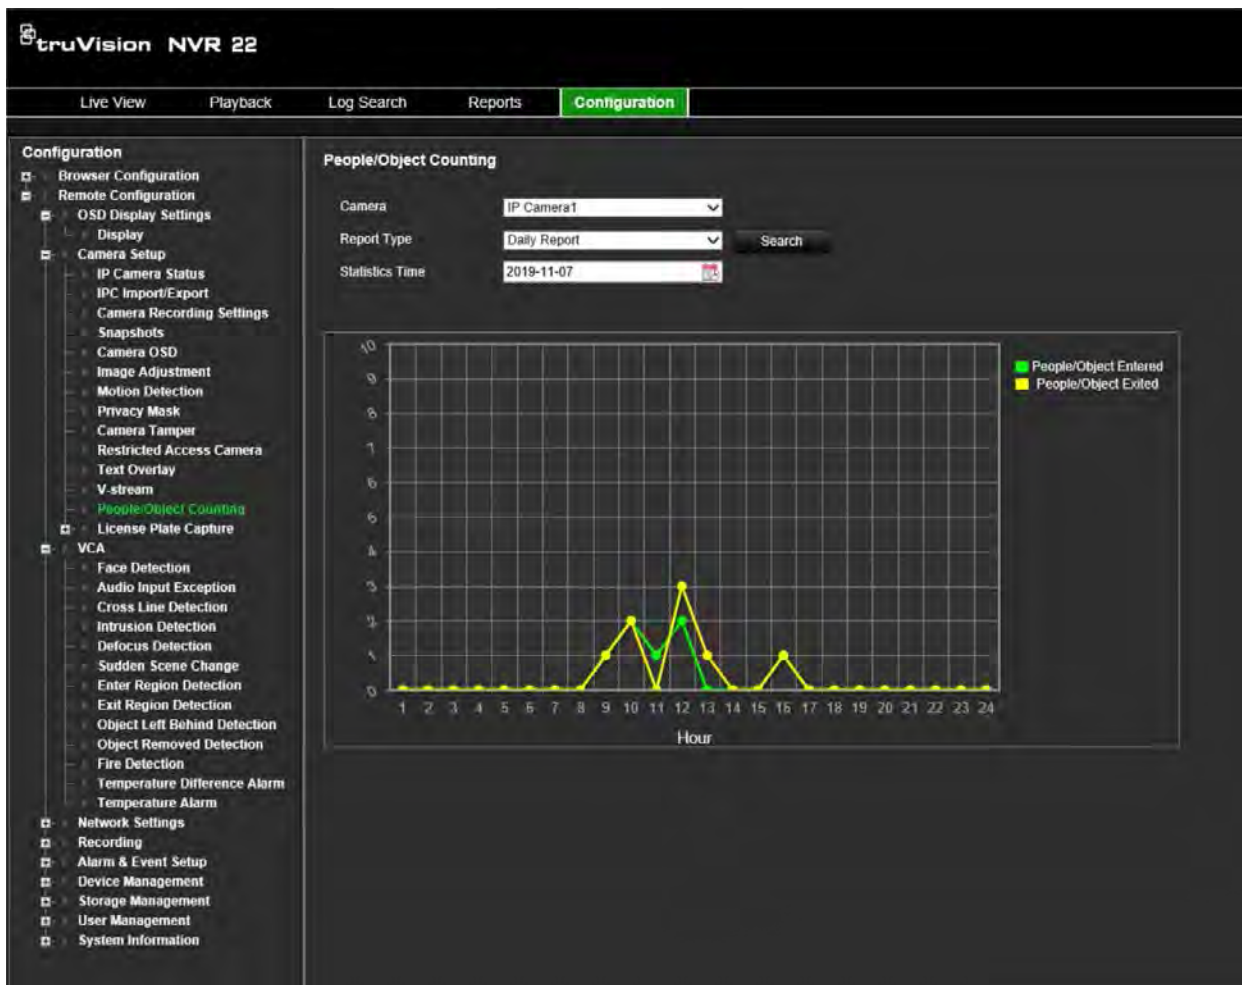 truVision NVR 22
Live View Playback Log Search Reports Configuration
Configuration
Browser Configuration
Remote Configuration
OSD Display Settings
Display
Camera Setup
IP Camera Status
IPC Import/Export
Camera Recording Settings
Snapshots
Camera OSD
Image Adjustment
Motion Detection
Privacy Mask
Camera Tamper
Restricted Access Camera
Text Overlay
V-stream
People/Object Counting
License Plate Capture
VCA
Face Detection
Audio Input Exception
Cross Line Detection
Intrusion Detection
Defocus Detection
Sudden Scene Change
Enter Region Detection
Exit Region Detection
Object Left Behind Detection
Object Removed Detection
Fire Detection
Temperature Difference Alarm
Temperature Alarm
Network Settings
Recording
Alarm & Event Setup
Device Management
Storage Management
User Management
System Information
People/Object Counting
Camera IP Camera1
Report Type Daily Report Search
Statistics Time 2019-11-07
10
9
8
7
6
5
4
3
2
1
0
1 2 3 4 5 6 7 8 9 10 11 12 13 14 15 16 17 18 19 20 21 22 23 24
Hour
People/Object Entered
People/Object Exited